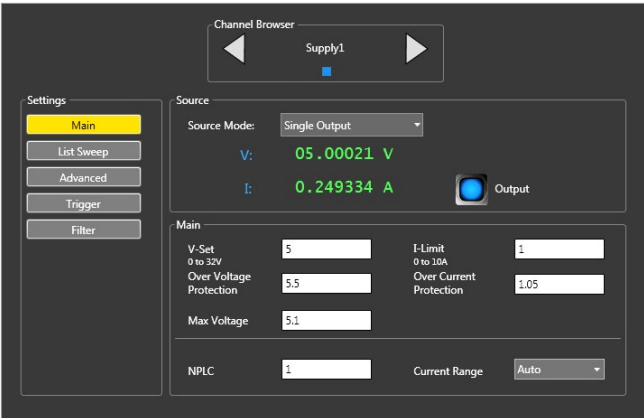 Channel Browser
Supply1
Settings
Main
List Sweep
Advanced
Trigger
Filter
Source
Source Mode: Single Output
V: 05.00021 V
I: 0.249334 A
Output
Main
V-Set 5 I-Limit 1
0 to 32V 0 to 10A
Over Voltage Protection 5.5 Over Current Protection 1.05
Max Voltage 5.1
NPLC 1 Current Range Auto